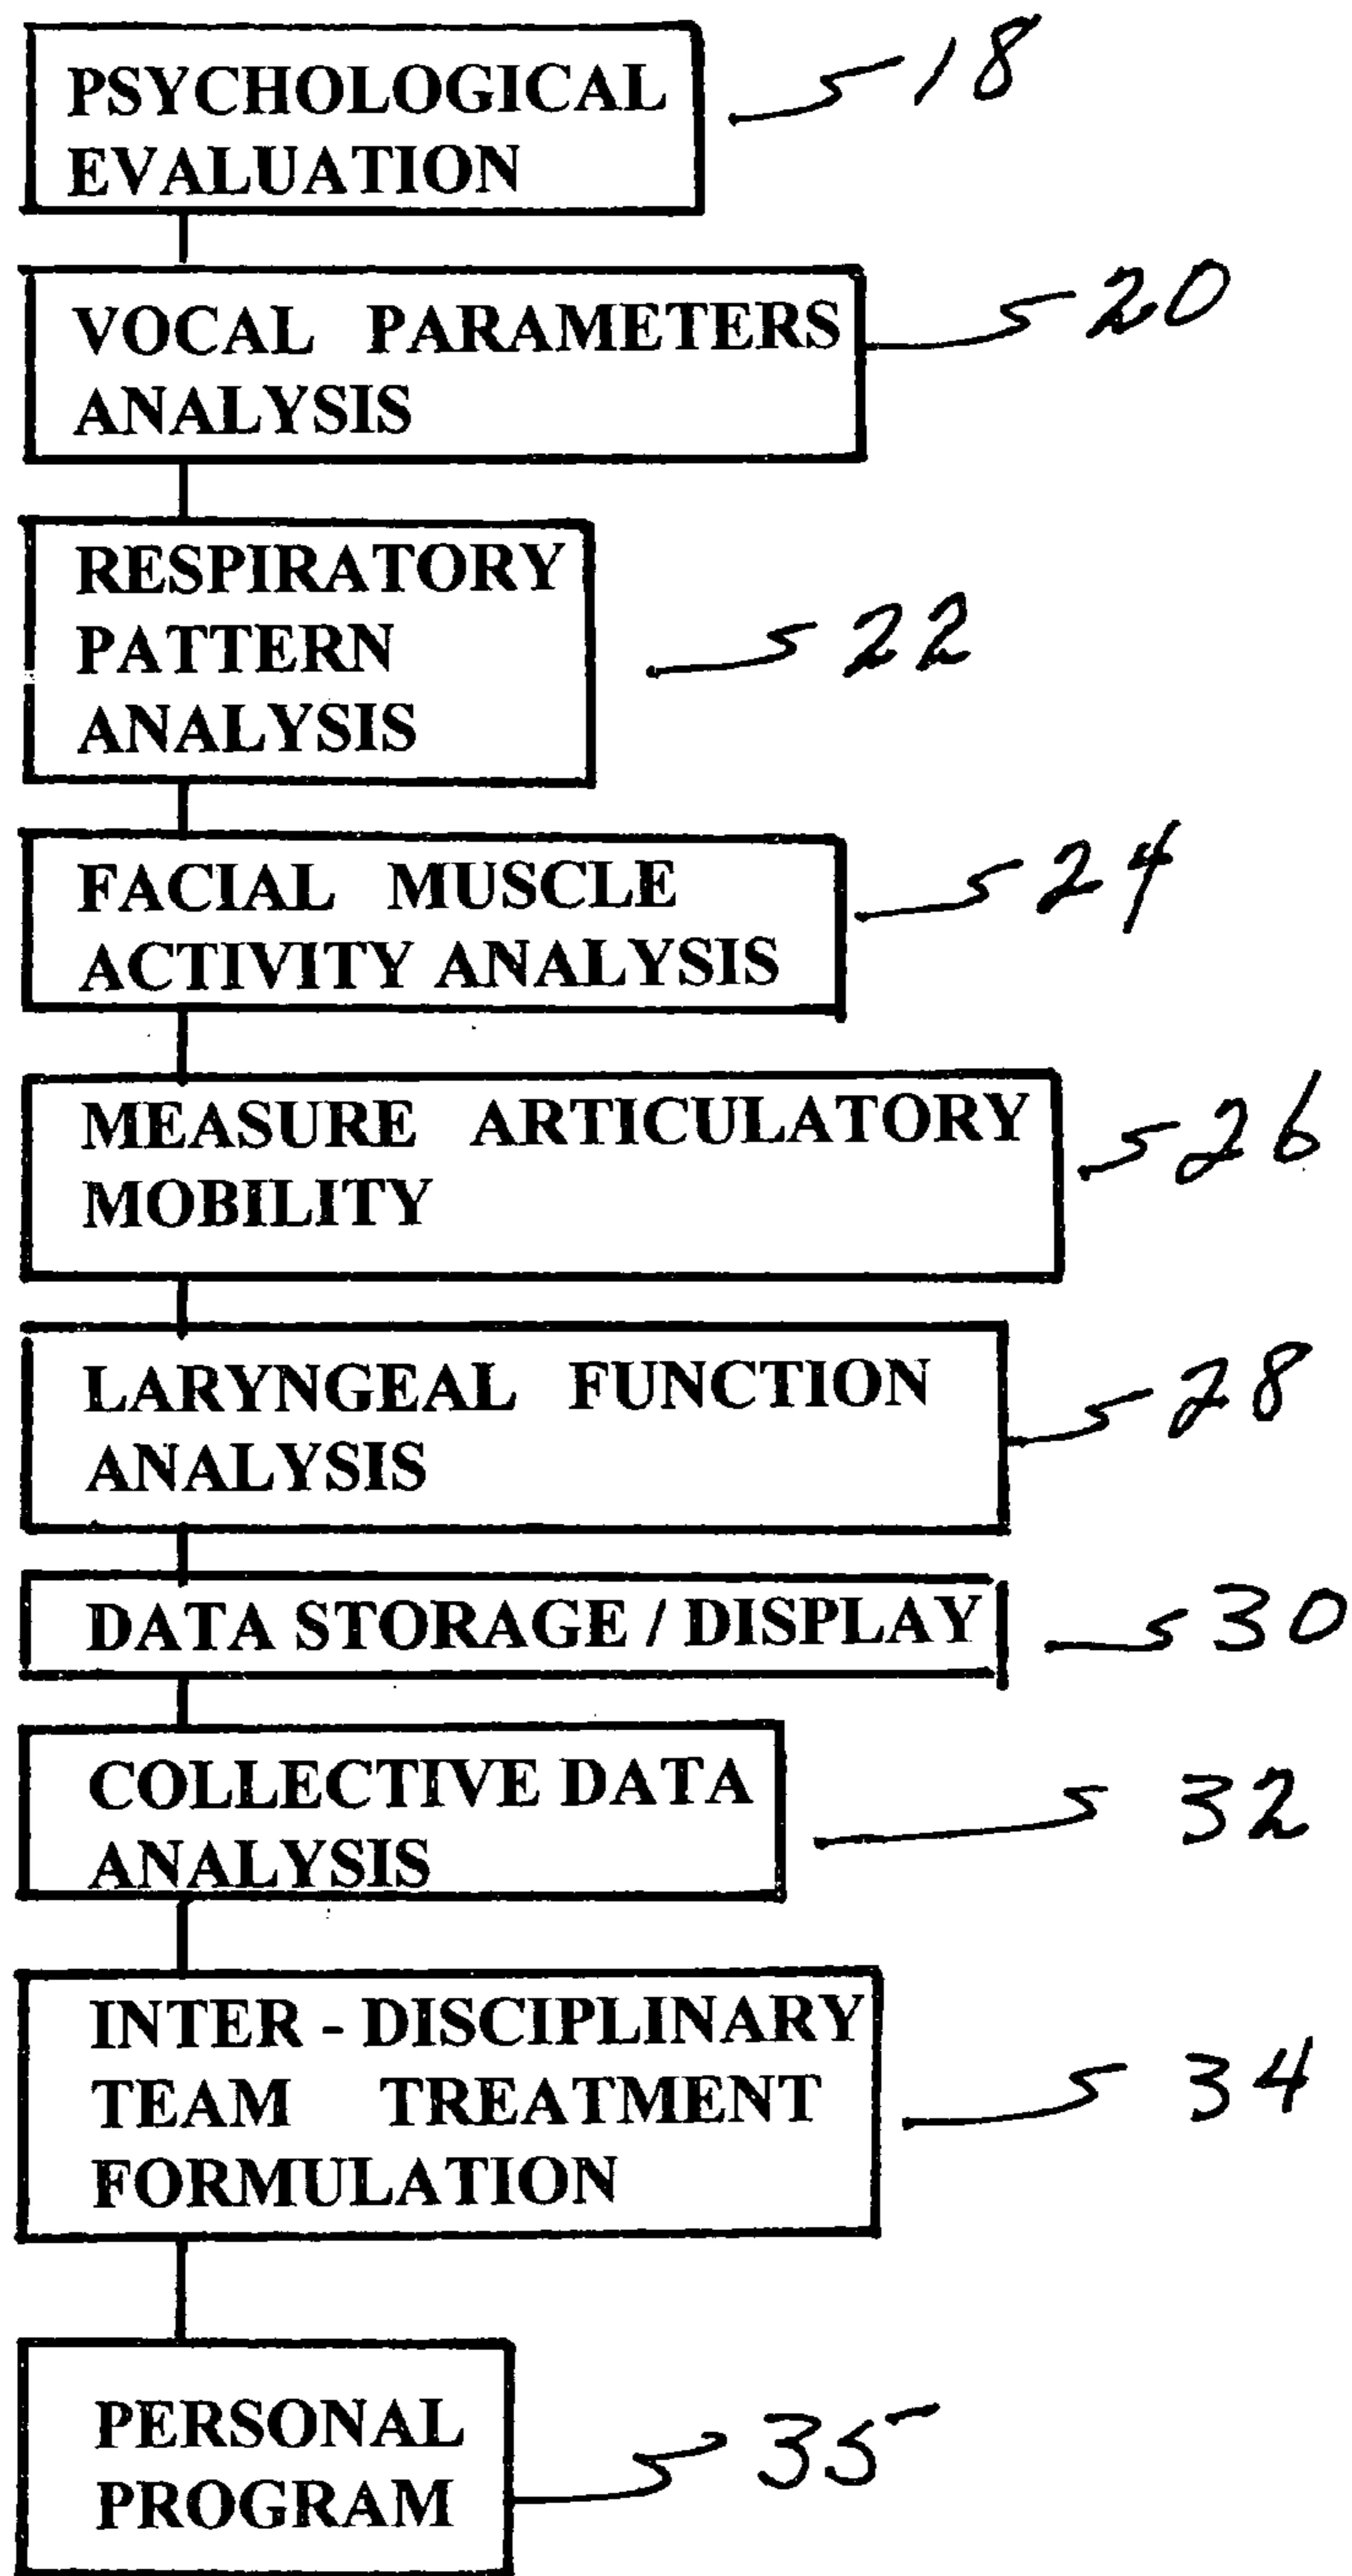 PSYCHOLOGICAL
EVALUATION
18
VOCAL PARAMETERS
ANALYSIS
20
RESPIRATORY
PATTERN
ANALYSIS
22
FACIAL MUSCLE
ACTIVITY ANALYSIS
24
MEASURE ARTICULATORY
MOBILITY
26
LARYNGEAL FUNCTION
ANALYSIS
28
DATA STORAGE / DISPLAY
30
COLLECTIVE DATA
ANALYSIS
32
INTER - DISCIPLINARY
TEAM TREATMENT
FORMULATION
34
PERSONAL
PROGRAM
35